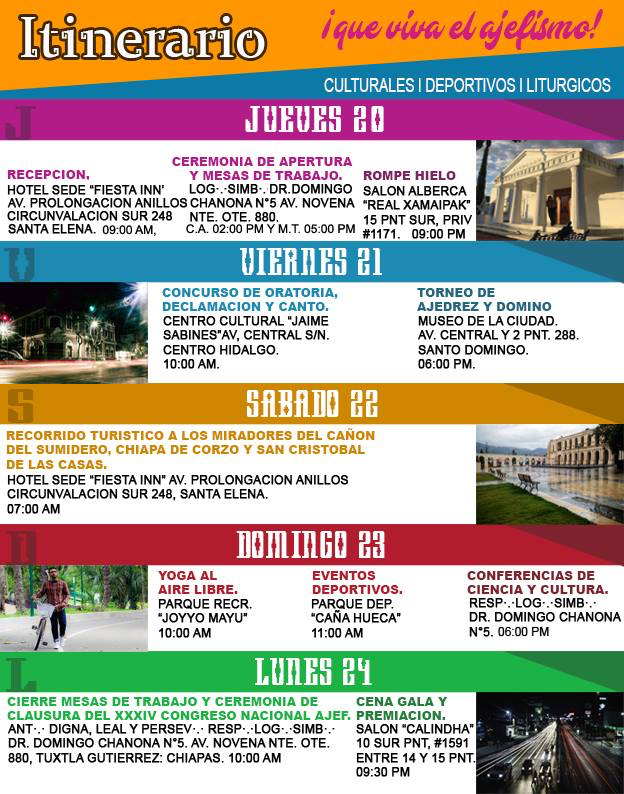 Itinerario
¡que viva el ajefismo!
CULTURALES I DEPORTIVOS I LITURGICOS
J
JUEVES 20
RECEPCION,
HOTEL SEDE "FIESTA INN'
AV. PROLONGACION ANILLOS
CIRCUNVALACION SUR 248
SANTA ELENA. 09:00 AM,
CEREMONIA DE APERTURA
Y MESAS DE TRABAJO.
LOG·.·SIMB·.· DR.DOMINGO
CHANONA N°5 AV. NOVENA
NTE. OTE. 880.
C.A. 02:00 PM Y M.T. 05:00 PM
ROMPE HIELO
SALON ALBERCA
"REAL XAMAIPAK"
15 PNT SUR, PRIV
#1171. 09:00 PM
V
VIERNES 21
CONCURSO DE ORATORIA,
DECLAMACION Y CANTO.
CENTRO CULTURAL "JAIME
SABINES"AV, CENTRAL S/N.
CENTRO HIDALGO.
10:00 AM.
TORNEO DE
AJEDREZ Y DOMINO
MUSEO DE LA CIUDAD.
AV. CENTRAL Y 2 PNT. 288.
SANTO DOMINGO.
06:00 PM.
S
SABADO 22
RECORRIDO TURISTICO A LOS MIRADORES DEL CAÑON
DEL SUMIDERO, CHIAPA DE CORZO Y SAN CRISTOBAL
DE LAS CASAS.
HOTEL SEDE "FIESTA INN" AV. PROLONGACION ANILLOS
CIRCUNVALACION SUR 248, SANTA ELENA.
07:00 AM
D
DOMINGO 23
YOGA AL
AIRE LIBRE.
PARQUE RECR.
"JOYYO MAYU"
10:00 AM
EVENTOS
DEPORTIVOS.
PARQUE DEP.
"CAÑA HUECA"
11:00 AM
CONFERENCIAS DE
CIENCIA Y CULTURA.
RESP·.·LOG·.·SIMB·.·
DR. DOMINGO CHANONA
N°5. 06:00 PM
L
LUNES 24
CIERRE MESAS DE TRABAJO Y CEREMONIA DE
CLAUSURA DEL XXXIV CONGRESO NACIONAL AJEF.
ANT·.· DIGNA, LEAL Y PERSEV·.· RESP·.·LOG·.·SIMB·.·
DR. DOMINGO CHANONA N°5. AV. NOVENA NTE. OTE.
880, TUXTLA GUTIERREZ: CHIAPAS. 10:00 AM
CENA GALA Y
PREMIACION.
SALON "CALINDHA"
10 SUR PNT, #1591
ENTRE 14 Y 15 PNT.
09:30 PM